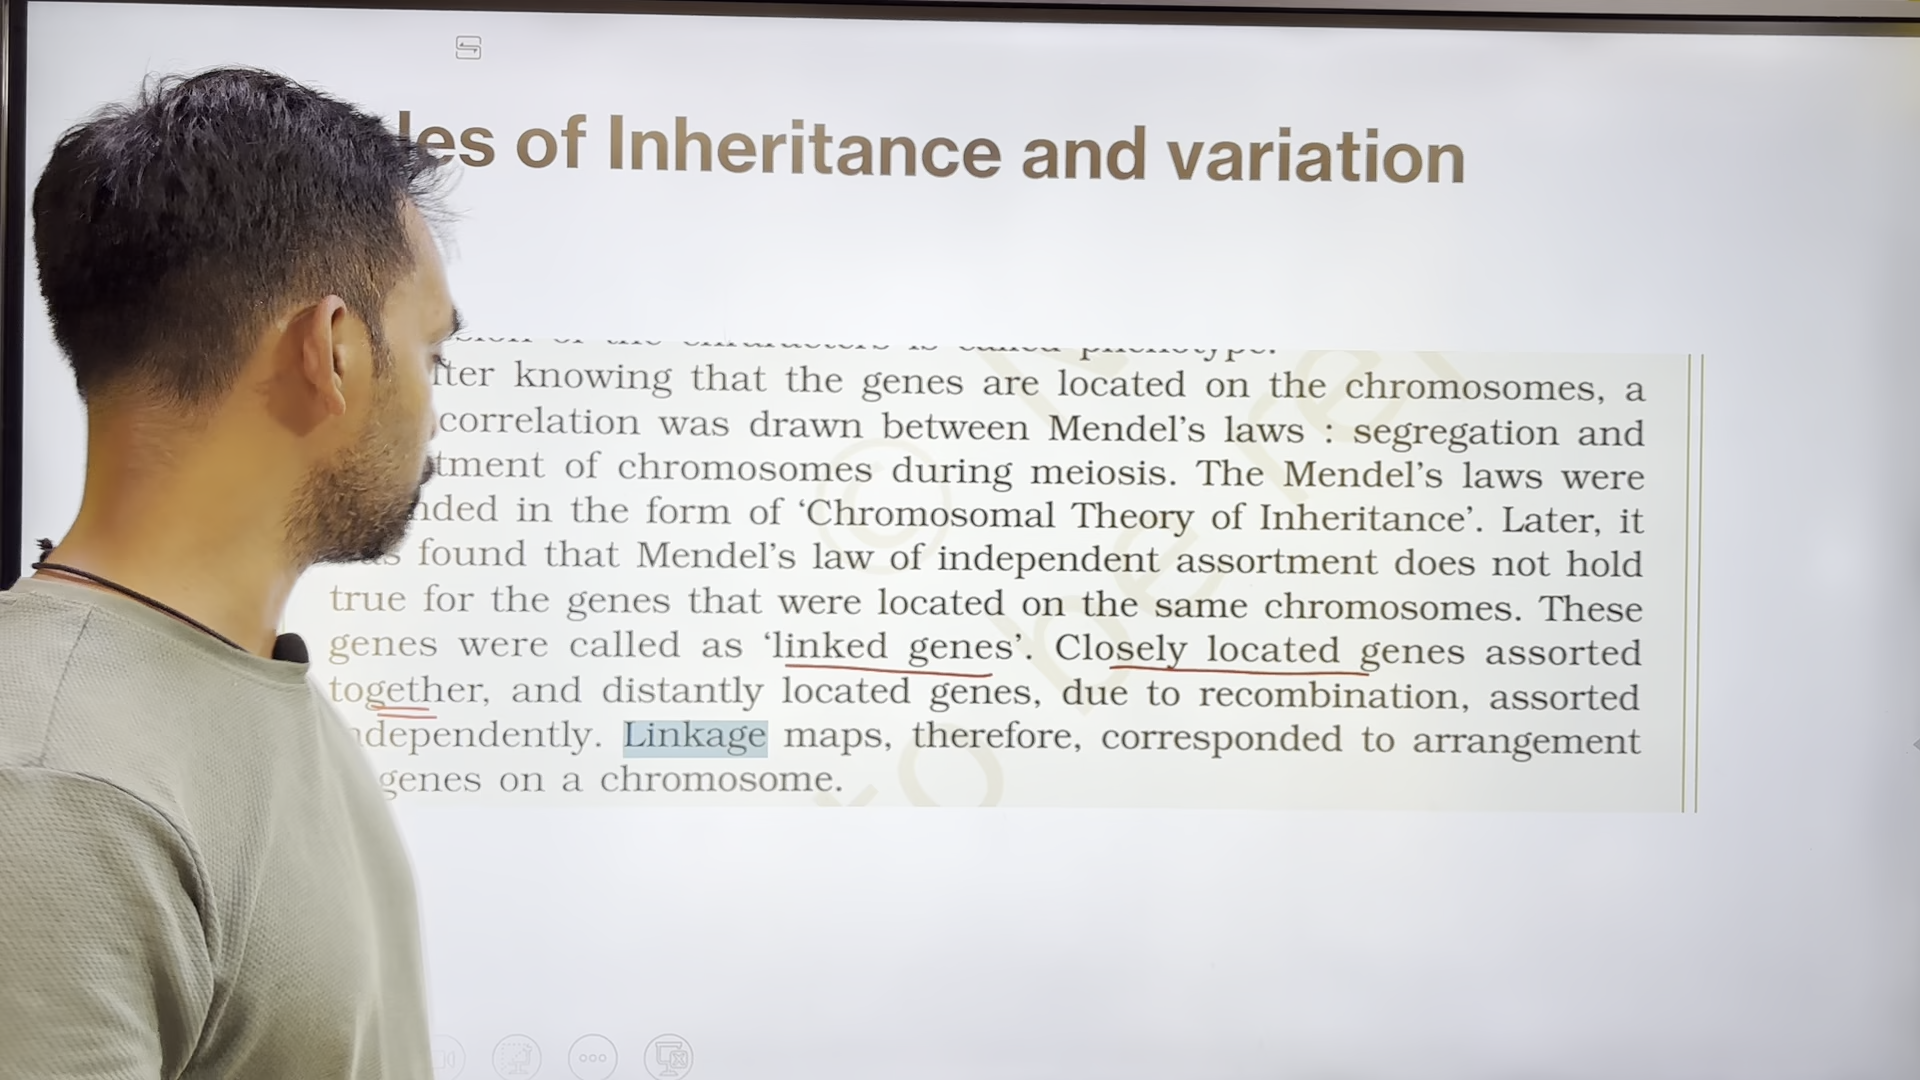 les of Inheritance and variation
is called phenotype.
fter knowing that the genes are located on the chromosomes, a
correlation was drawn between Mendel's laws : segregation and
tment of chromosomes during meiosis. The Mendel's laws were
nded in the form of 'Chromosomal Theory of Inheritance'. Later, it
found that Mendel's law of independent assortment does not hold
true for the genes that were located on the same chromosomes. These
genes were called as 'linked genes'. Closely located genes assorted
together, and distantly located genes, due to recombination, assorted
dependently. Linkage maps, therefore, corresponded to arrangement
genes on a chromosome.